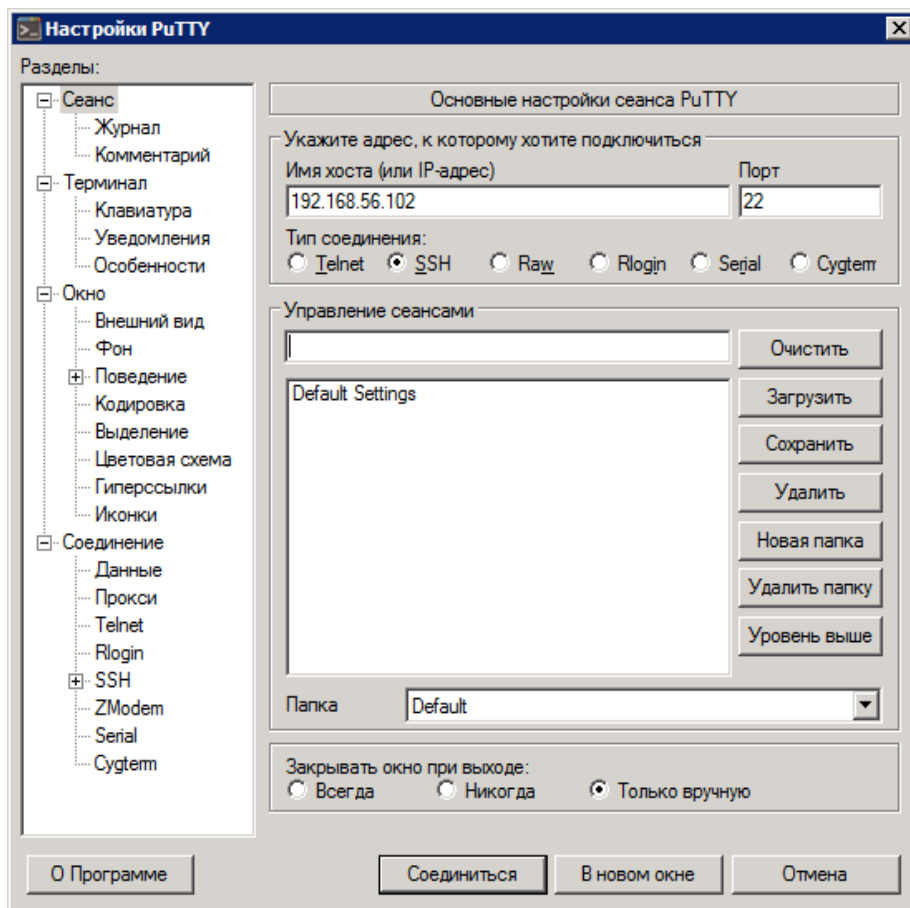 Настройки PuTTY
Разделы:
Сеанс
Журнал
Комментарий
Терминал
Клавиатура
Уведомления
Особенности
Окно
Внешний вид
Фон
Поведение
Кодировка
Выделение
Цветовая схема
Гиперссылки
Иконки
Соединение
Данные
Прокси
Telnet
Rlogin
SSH
ZModem
Serial
Cygterm
Основные настройки сеанса PuTTY
Укажите адрес, к которому хотите подключиться
Имя хоста (или IP-адрес) Порт
192.168.56.102 22
Тип соединения:
Telnet SSH Raw Rlogin Serial Cygterm
Управление сеансами
Очистить
Default Settings
Загрузить
Сохранить
Удалить
Новая папка
Удалить папку
Уровень выше
Папка Default
Закрывать окно при выходе:
Всегда Никогда Только вручную
О Программе Соединиться В новом окне Отмена